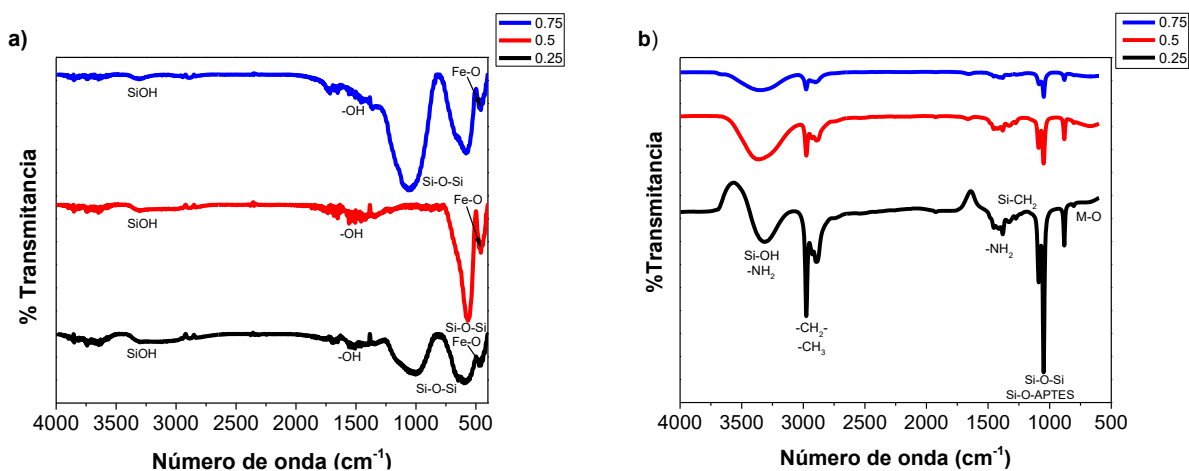 a)
0.75
0.5
0.25
Fe-O
SiOH
-OH
Si-O-Si
Fe-O
SiOH
-OH
Si-O-Si
Fe-O
SiOH
-OH
Si-O-Si
% Transmitancia
4000 3500 3000 2500 2000 1500 1000 500
Número de onda (cm-1)
b)
0.75
0.5
0.25
Si-CH2
M-O
Si-OH
-NH2
-NH2
-CH2-
-CH3
Si-O-Si
Si-O-APTES
%Transmitancia
4000 3500 3000 2500 2000 1500 1000 500
Número de onda (cm-1)